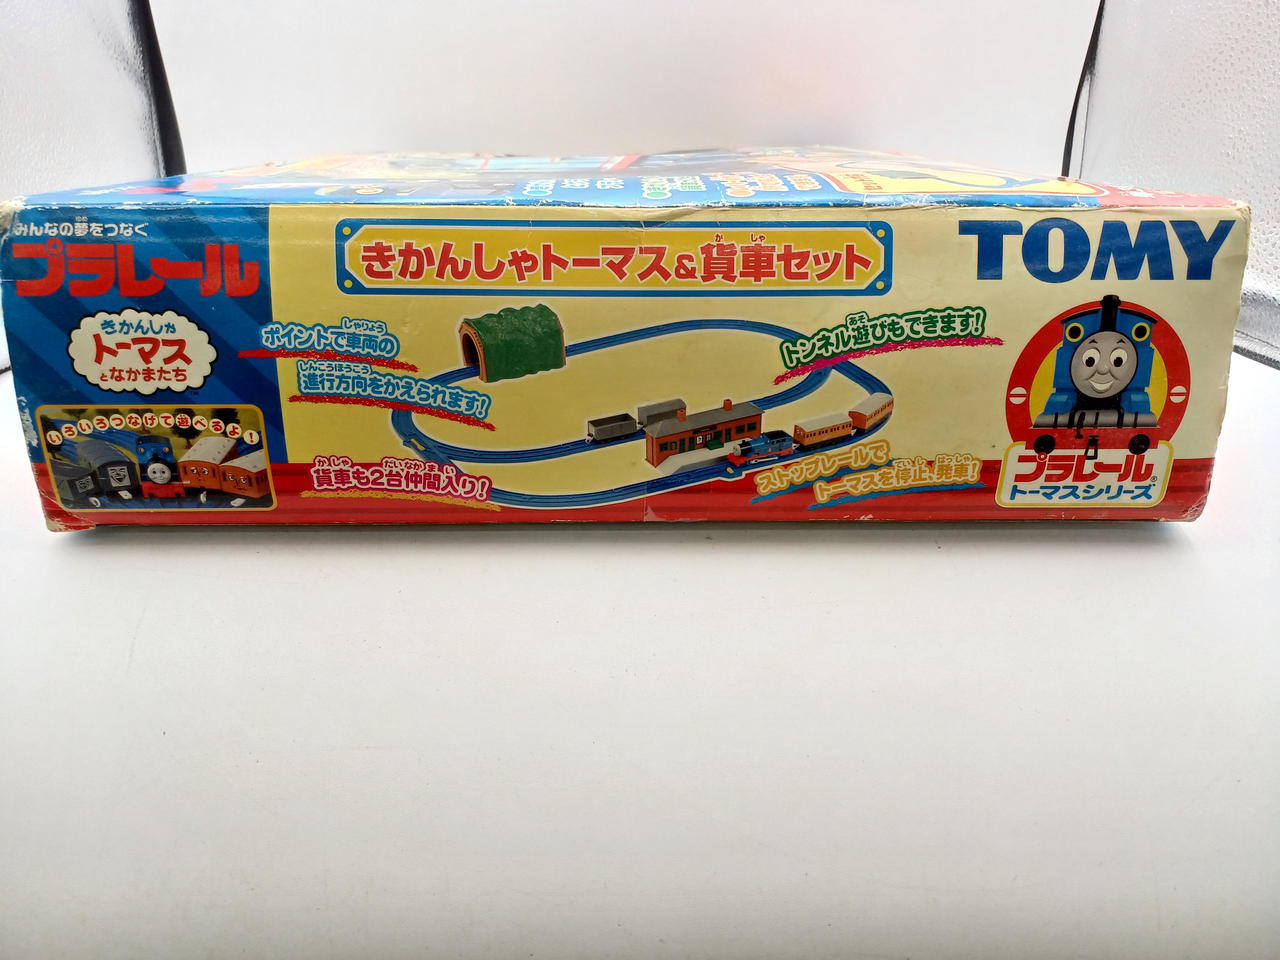 みんなの夢をつなぐ
プラレール
きかんしゃ
トーマス
となかまたち
いろいろつなげて遊べるよ!
きかんしゃトーマス&貨車セット
ポイントで車両の
進行方向をかえられます!
貨車も2台仲間入り!
トンネル遊びもできます!
ストップレールで
トーマスを停止、発車!
TOMY
プラレール®
トーマスシリーズ